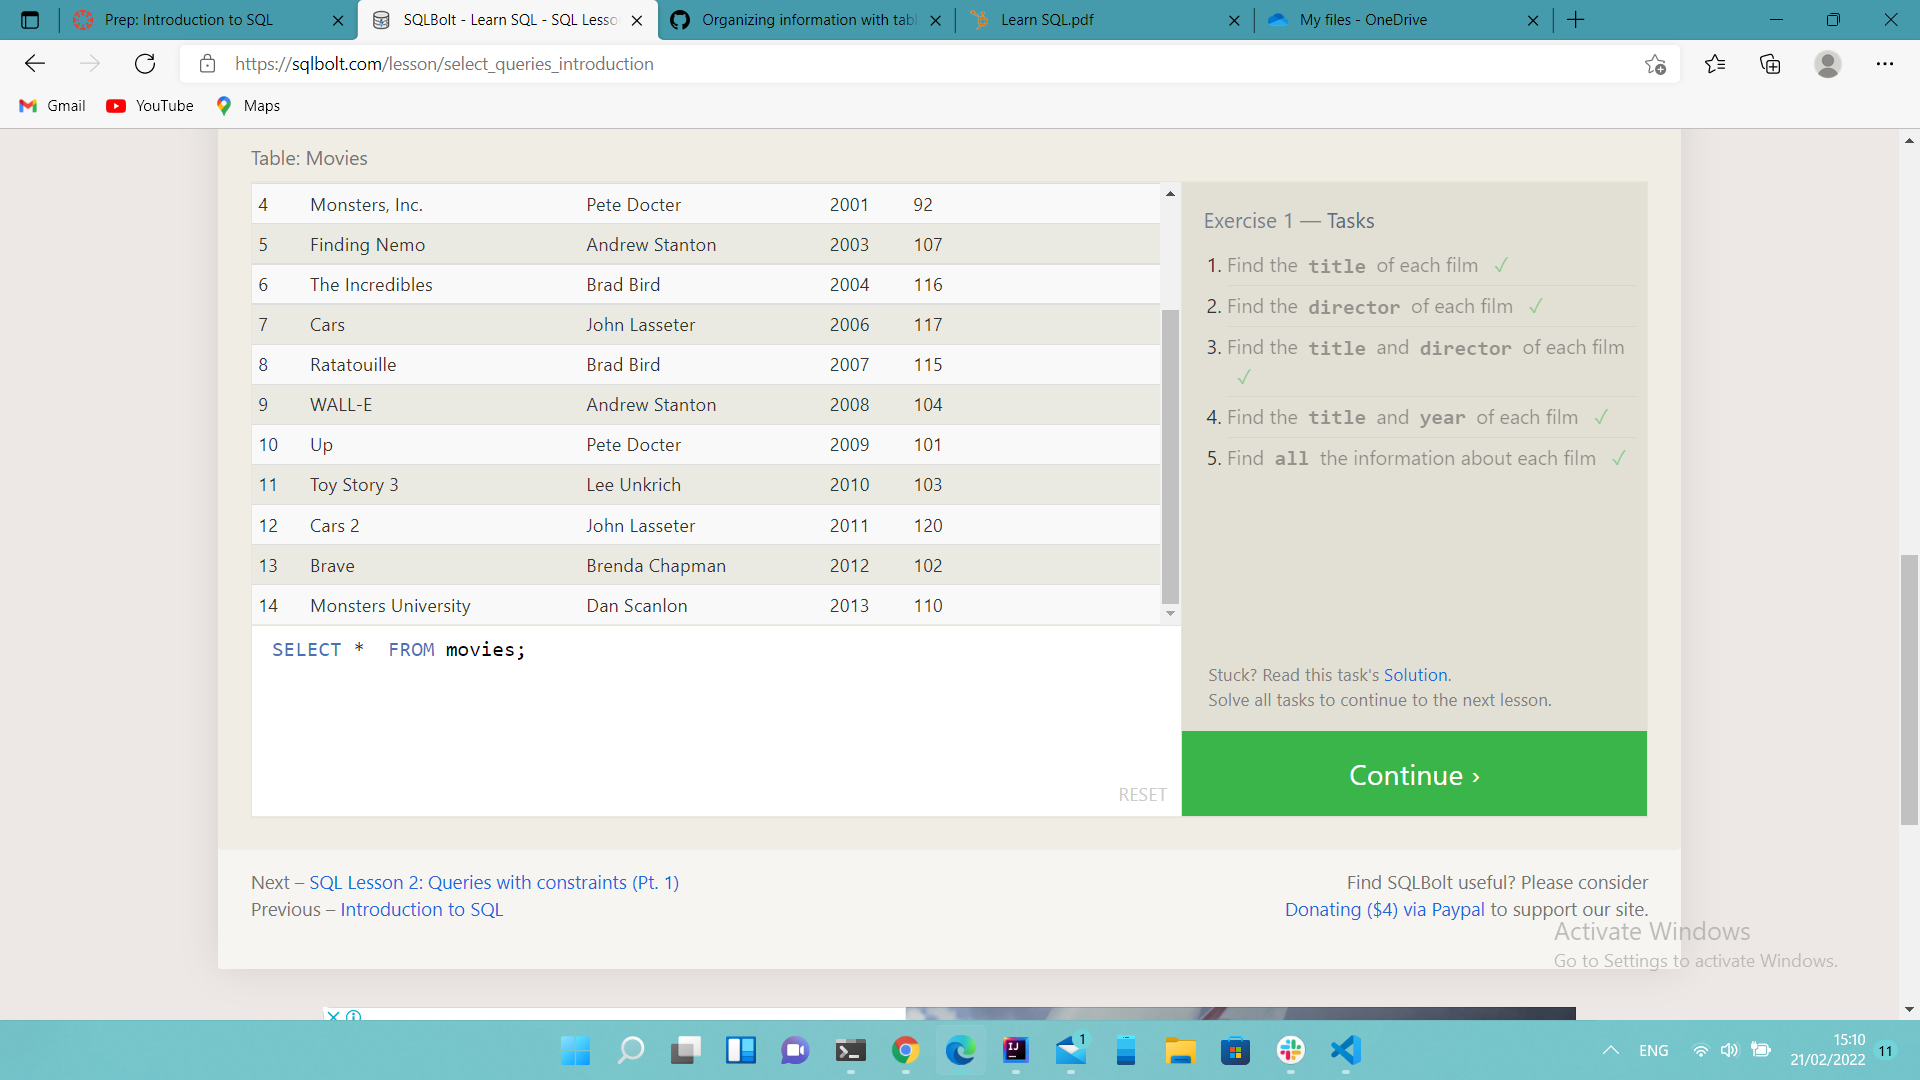 Prep: Introduction to SQL
SQLBolt - Learn SQL - SQL Lesso
Organizing information with tabl
Learn SQL.pdf
My files - OneDrive
https://sqlbolt.com/lesson/select_queries_introduction
Gmail
YouTube
Maps
Table: Movies
4 Monsters, Inc. Pete Docter 2001 92
5 Finding Nemo Andrew Stanton 2003 107
6 The Incredibles Brad Bird 2004 116
7 Cars John Lasseter 2006 117
8 Ratatouille Brad Bird 2007 115
9 WALL-E Andrew Stanton 2008 104
10 Up Pete Docter 2009 101
11 Toy Story 3 Lee Unkrich 2010 103
12 Cars 2 John Lasseter 2011 120
13 Brave Brenda Chapman 2012 102
14 Monsters University Dan Scanlon 2013 110
SELECT *  FROM movies;
RESET
Exercise 1 — Tasks
1. Find the title of each film ✓
2. Find the director of each film ✓
3. Find the title and director of each film
✓
4. Find the title and year of each film ✓
5. Find all the information about each film ✓
Stuck? Read this task's Solution.
Solve all tasks to continue to the next lesson.
Continue ›
Next – SQL Lesson 2: Queries with constraints (Pt. 1)
Previous – Introduction to SQL
Find SQLBolt useful? Please consider
Donating ($4) via Paypal to support our site.
Activate Windows
Go to Settings to activate Windows.
IJ
1
ENG
15:10
21/02/2022
11